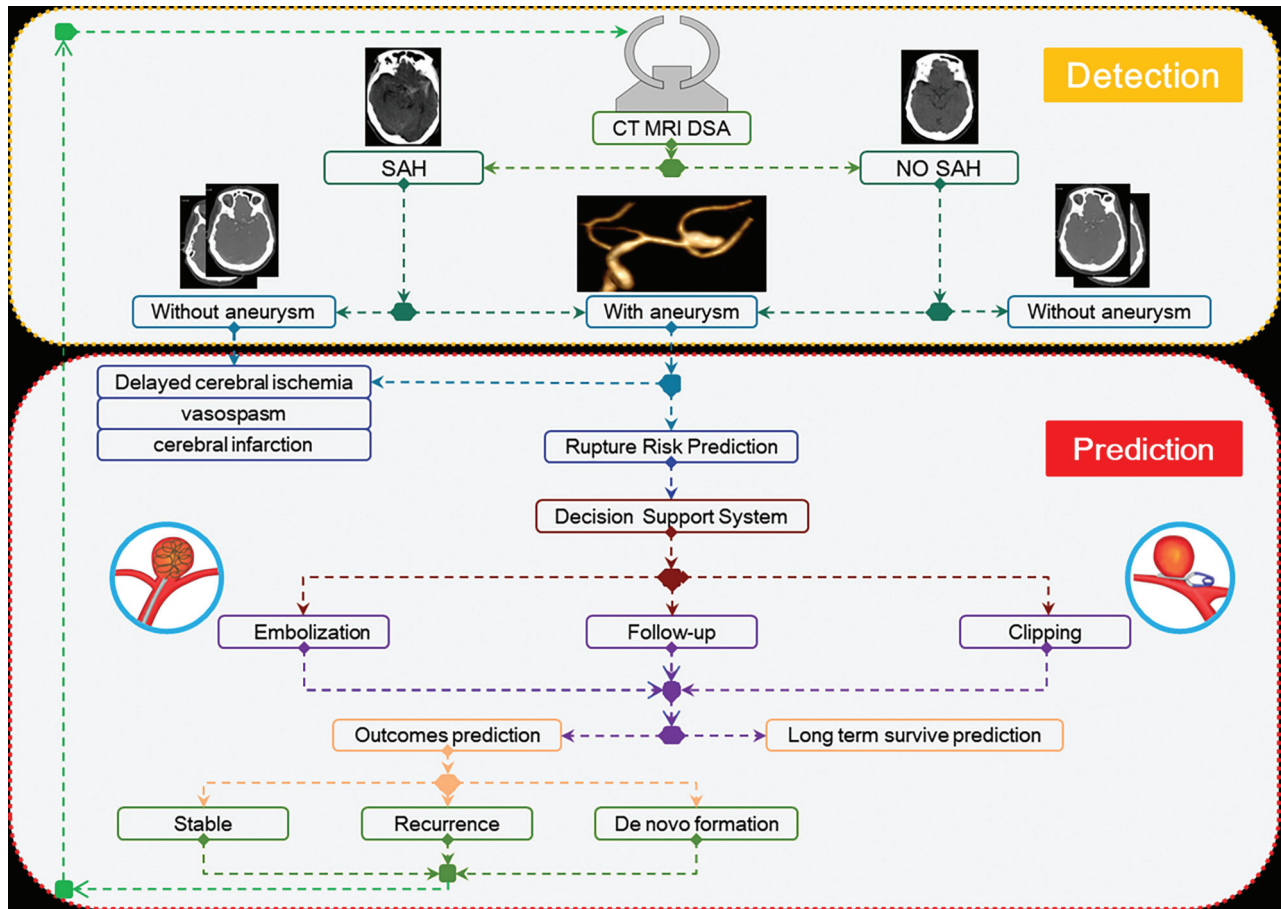 Detection
CT MRI DSA
SAH
NO SAH
Without aneurysm
With aneurysm
Without aneurysm
Delayed cerebral ischemia
vasospasm
cerebral infarction
Prediction
Rupture Risk Prediction
Decision Support System
Embolization
Follow-up
Clipping
Outcomes prediction
Long term survive prediction
Stable
Recurrence
De novo formation